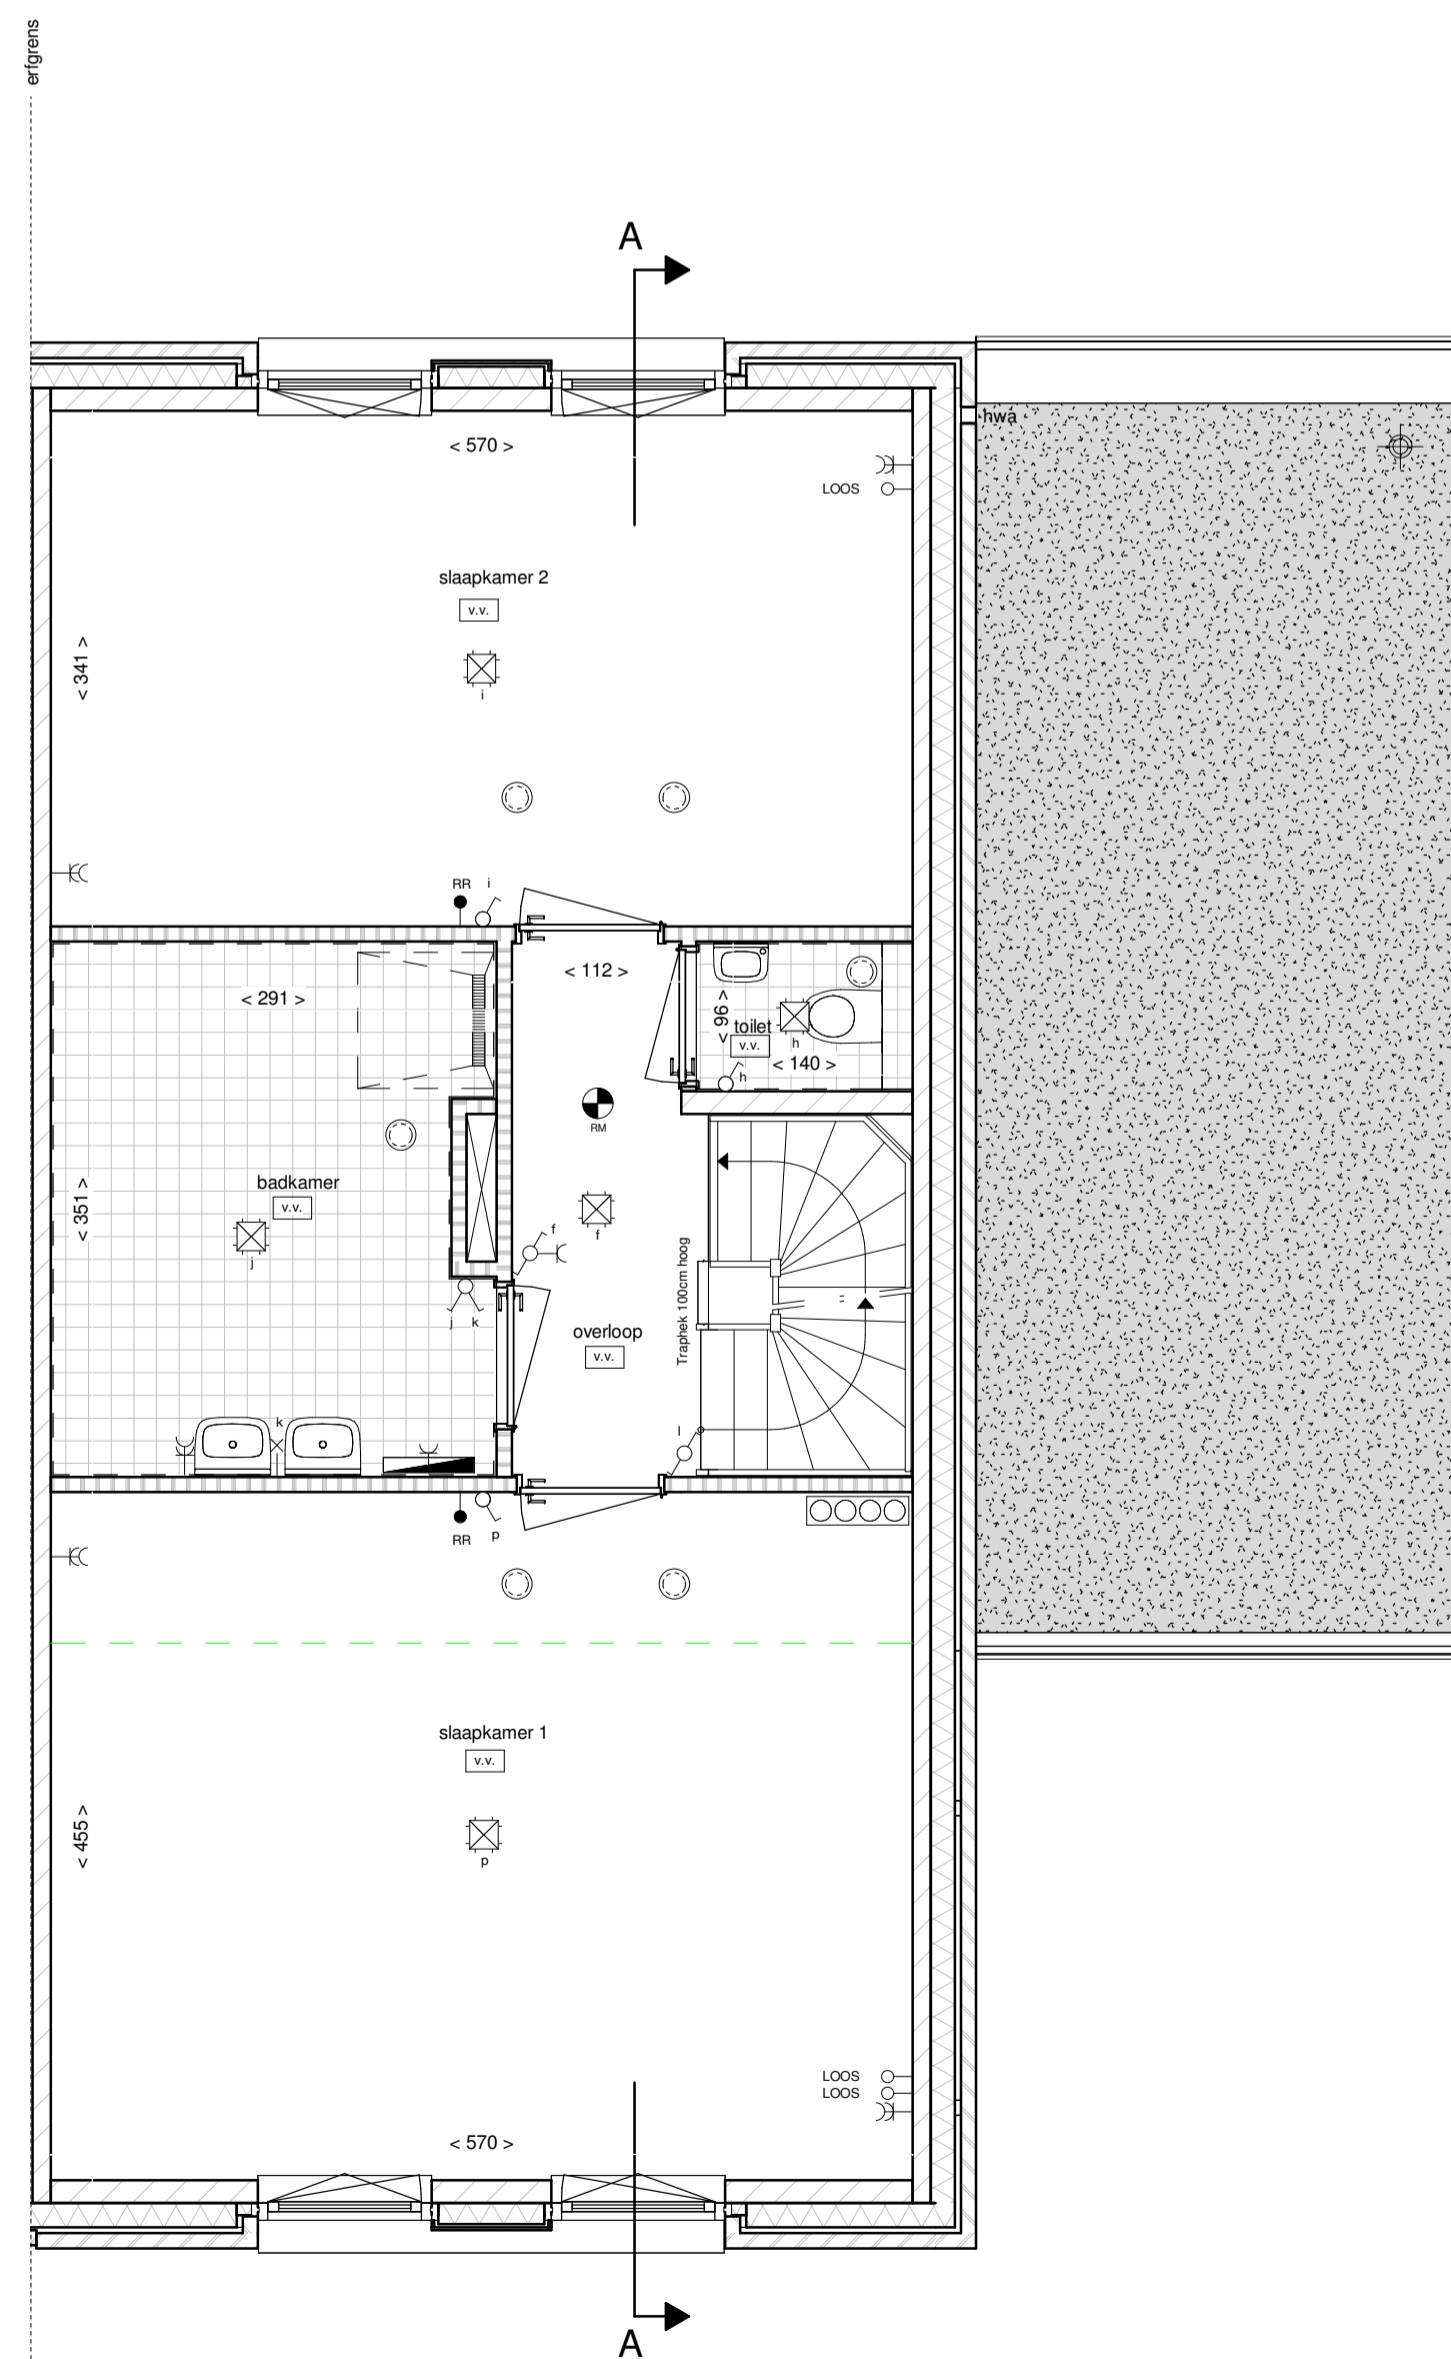 erfgrens
A
hwa
< 570 >
LOOS
slaapkamer 2
v.v.
< 341 >
i
RR
i
< 112 >
< 291 >
< 96 >
toilet
v.v.
h
< 140 >
h
RM
badkamer
v.v.
< 351 >
j
f
f
Traphek 100cm hoog
j
k
overloop
v.v.
k
l
RR
p
slaapkamer 1
v.v.
< 455 >
p
LOOS
LOOS
< 570 >
A